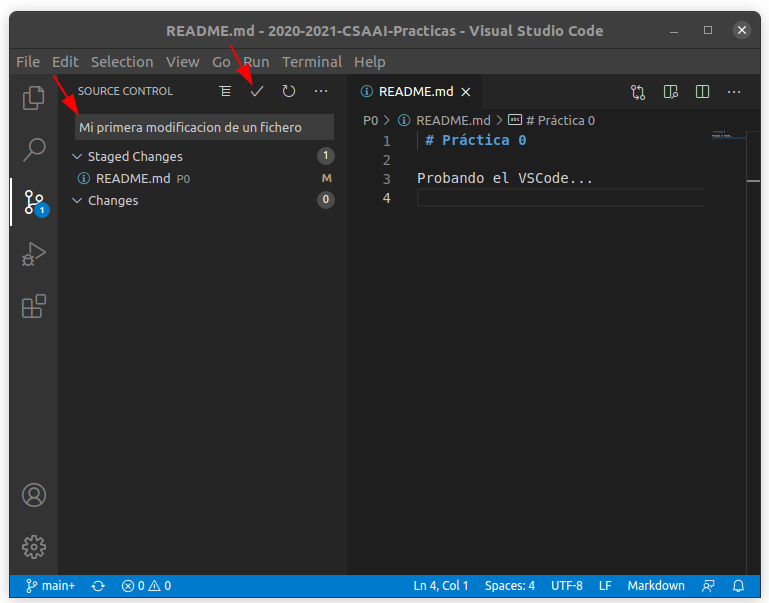 README.md - 2020-2021-CSAAI-Practicas - Visual Studio Code
File Edit Selection View Go Run Terminal Help
SOURCE CONTROL
Mi primera modificacion de un fichero
Staged Changes 1
README.md P0 M
Changes 0
1
README.md
P0 > README.md > # Práctica 0
1 # Práctica 0
2
3 Probando el VSCode...
4
main+ 0 0 Ln 4, Col 1 Spaces: 4 UTF-8 LF Markdown